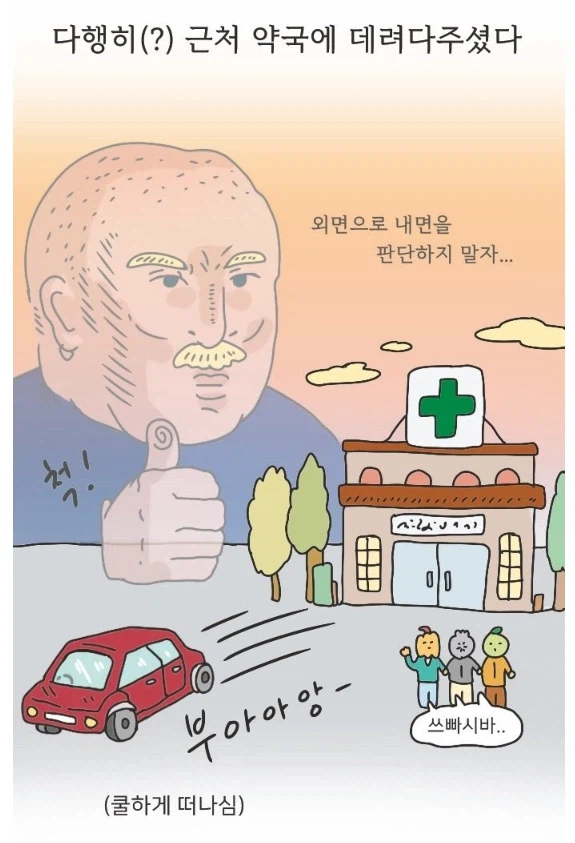 다행히(?) 근처 약국에 데려다주셨다
외면으로 내면을
판단하지 말자...
척!
부아아앙-
쓰빠시바..
(쿨하게 떠나심)